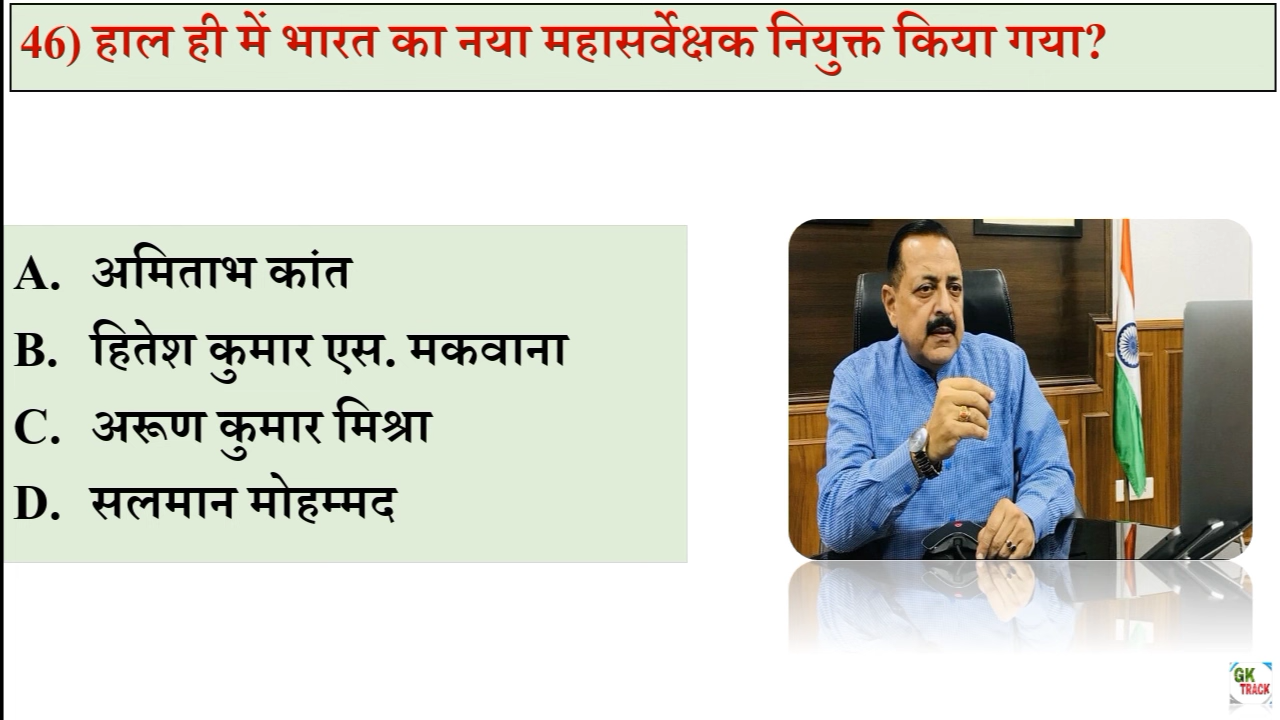 46) हाल ही में भारत का नया महासर्वेक्षक नियुक्त किया गया?
A. अमिताभ कांत
B. हितेश कुमार एस. मकवाना
C. अरूण कुमार मिश्रा
D. सलमान मोहम्मद
GK
TRACK